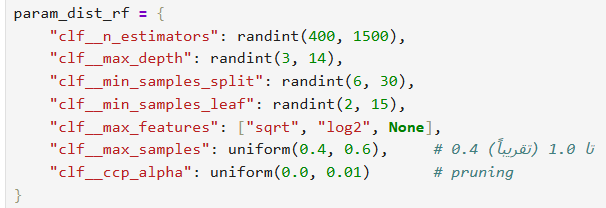 param_dist_rf = {
    "clf__n_estimators": randint(400, 1500),
    "clf__max_depth": randint(3, 14),
    "clf__min_samples_split": randint(6, 30),
    "clf__min_samples_leaf": randint(2, 15),
    "clf__max_features": ["sqrt", "log2", None],
    "clf__max_samples": uniform(0.4, 0.6),     # 0.4 تا 1.0 (تقریباً)
    "clf__ccp_alpha": uniform(0.0, 0.01)       # pruning
}